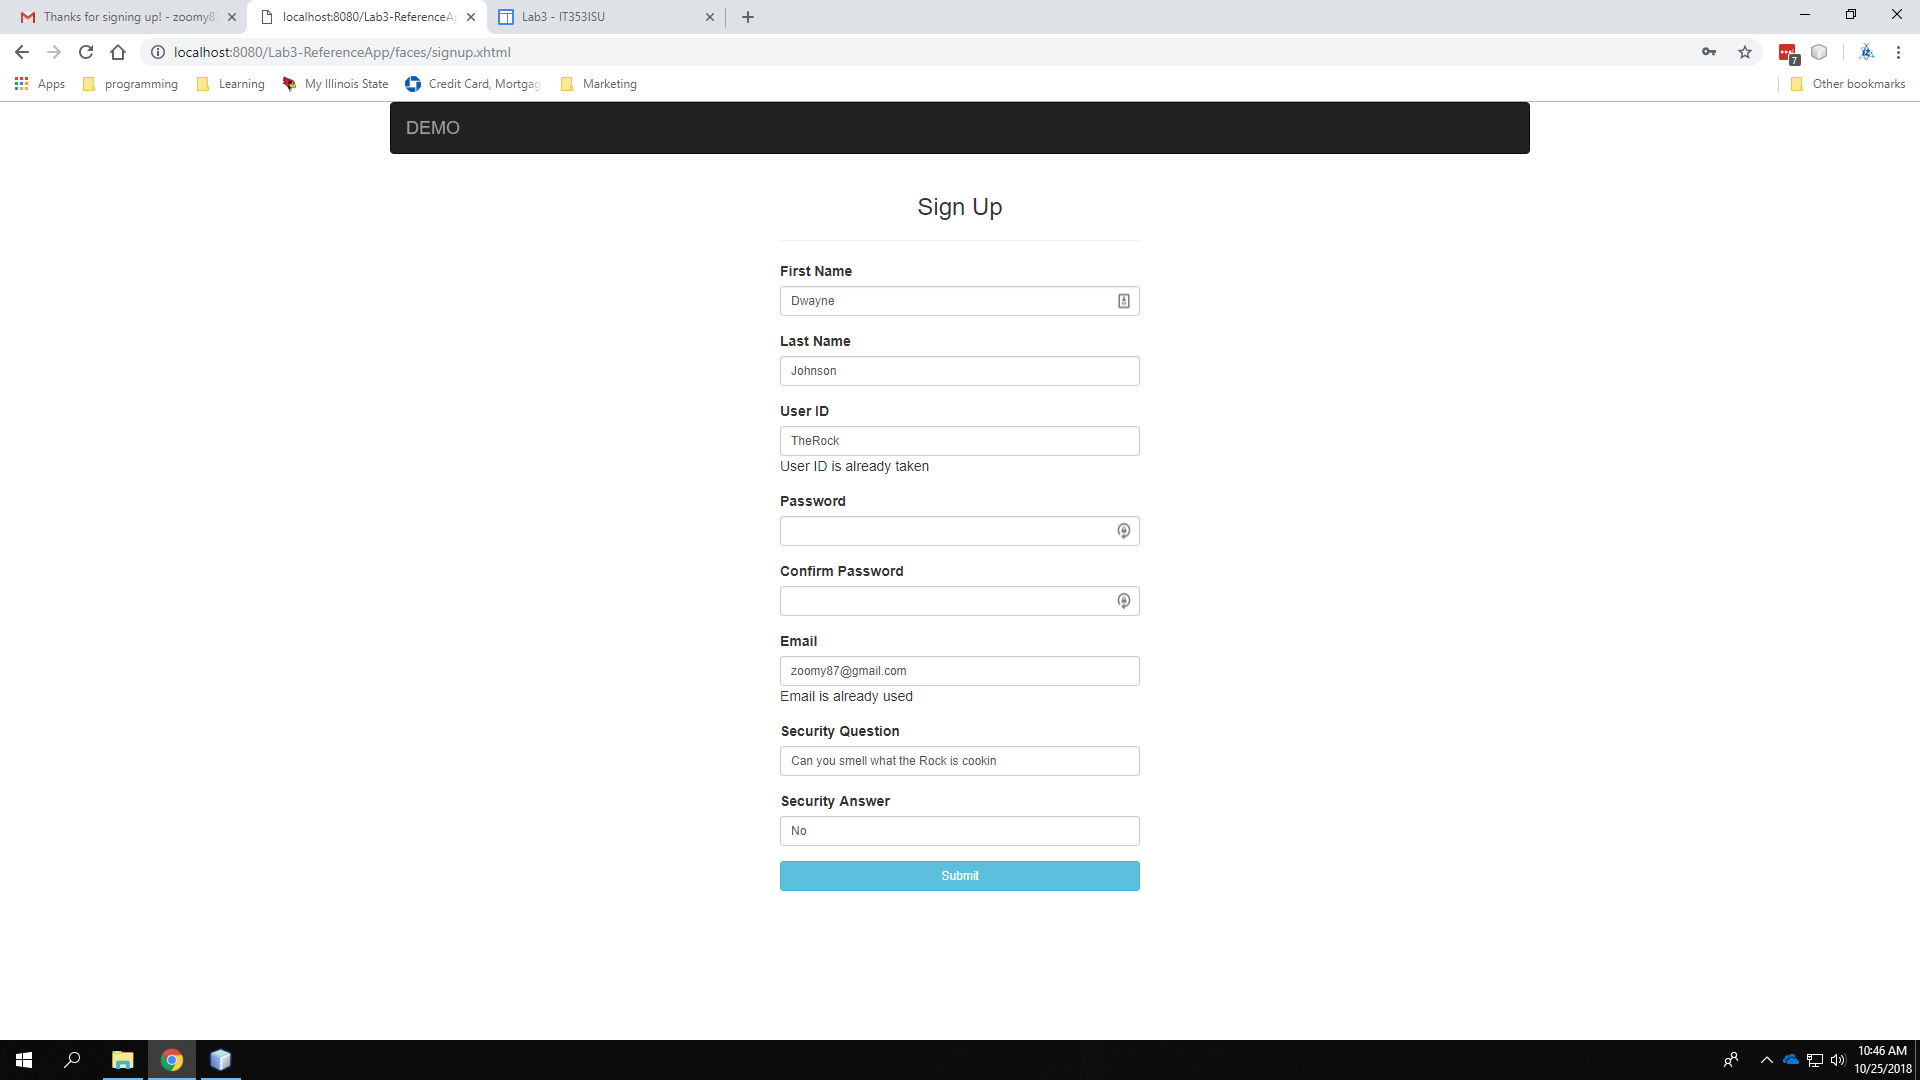 Thanks for signing up! - zoomy87
localhost:8080/Lab3-ReferenceAp
Lab3 - IT353ISU
localhost:8080/Lab3-ReferenceApp/faces/signup.xhtml
7
Apps
programming
Learning
My Illinois State
Credit Card, Mortgag
Marketing
Other bookmarks
DEMO
Sign Up
First Name
Dwayne
Last Name
Johnson
User ID
TheRock
User ID is already taken
Password
Confirm Password
Email
zoomy87@gmail.com
Email is already used
Security Question
Can you smell what the Rock is cookin
Security Answer
No
Submit
10:46 AM
10/25/2018